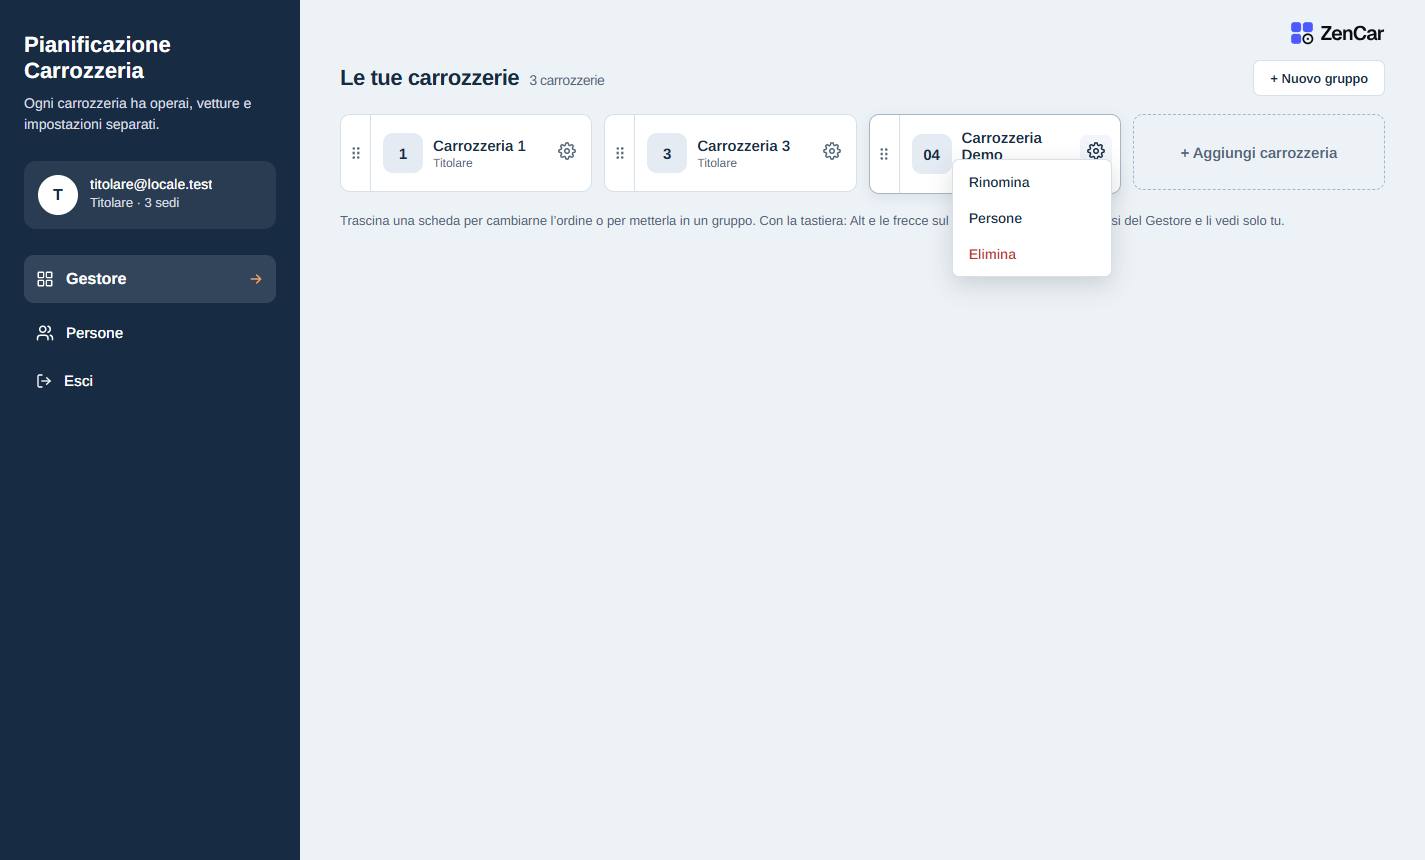 Pianificazione
Carrozzeria
Ogni carrozzeria ha operai, vetture e
impostazioni separati.
T
titolare@locale.test
Titolare · 3 sedi
Gestore
Persone
Esci
ZenCar
Le tue carrozzerie 3 carrozzerie
+ Nuovo gruppo
1
Carrozzeria 1
Titolare
3
Carrozzeria 3
Titolare
04
Carrozzeria
Demo
+ Aggiungi carrozzeria
Rinomina
Persone
Elimina
Trascina una scheda per cambiarne l'ordine o per metterla in un gruppo. Con la tastiera: Alt e le frecce sul
si del Gestore e li vedi solo tu.